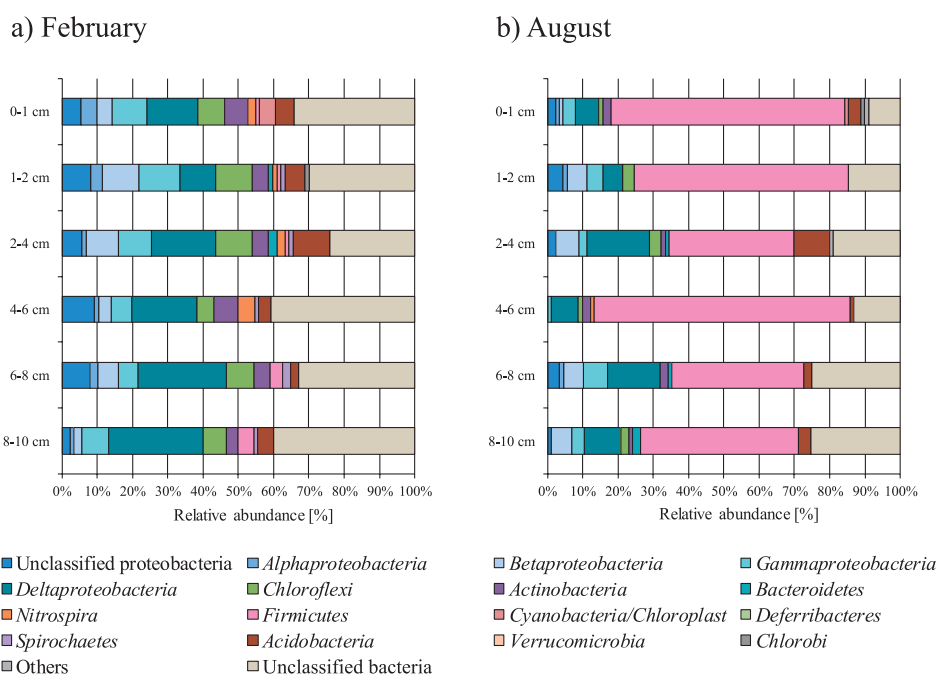 a) February
b) August
0-1 cm
1-2 cm
2-4 cm
4-6 cm
6-8 cm
8-10 cm
0% 10% 20% 30% 40% 50% 60% 70% 80% 90% 100%
Relative abundance [%]
0-1 cm
1-2 cm
2-4 cm
4-6 cm
6-8 cm
8-10 cm
0% 10% 20% 30% 40% 50% 60% 70% 80% 90% 100%
Relative abundance [%]
Unclassified proteobacteria Alphaproteobacteria Betaproteobacteria Gammaproteobacteria
Deltaproteobacteria Chloroflexi Actinobacteria Bacteroidetes
Nitrospira Firmicutes Cyanobacteria/Chloroplast Deferribacteres
Spirochaetes Acidobacteria Verrucomicrobia Chlorobi
Others Unclassified bacteria